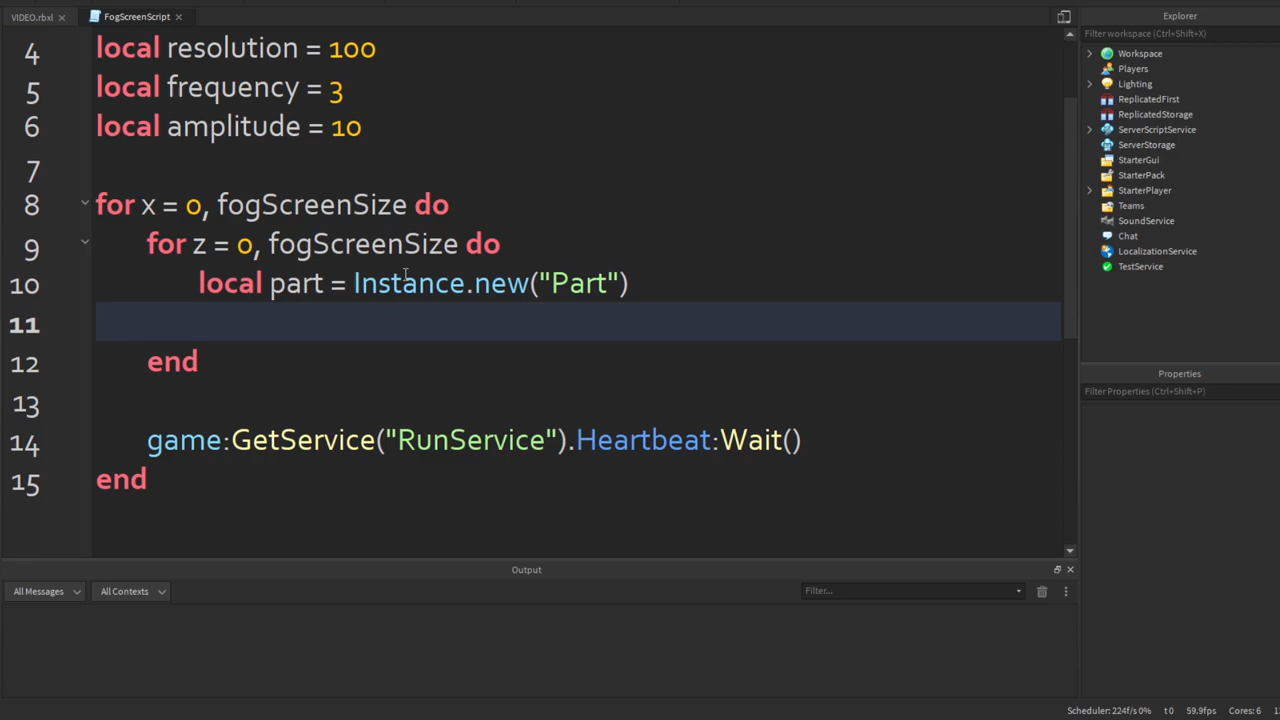 VIDEO.rbxl
FogScreenScript
4 local resolution = 100
5 local frequency = 3
6 local amplitude = 10
7
8 for x = 0, fogScreenSize do
9 for z = 0, fogScreenSize do
10 local part = Instance.new("Part")
11
12 end
13
14 game:GetService("RunService").Heartbeat:Wait()
15 end
Output
All Messages All Contexts Filter...
Explorer
Filter workspace (Ctrl+Shift+X)
Workspace
Players
Lighting
ReplicatedFirst
ReplicatedStorage
ServerScriptService
ServerStorage
StarterGui
StarterPack
StarterPlayer
Teams
SoundService
Chat
LocalizationService
TestService
Properties
Filter Properties (Ctrl+Shift+P)
Scheduler: 224f/s 0% t 0 59.9fps Cores: 6